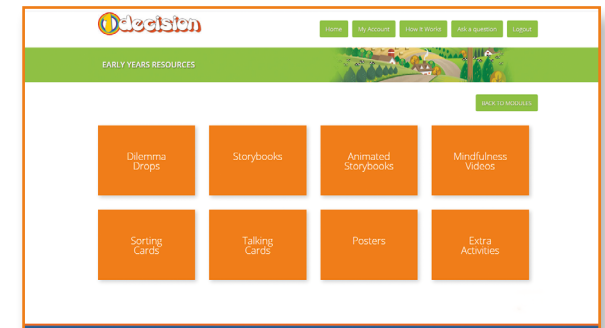 1decision
Home My Account How It Works Ask a question Logout
EARLY YEARS RESOURCES
BACK TO MODULES
Dilemma Drops
Storybooks
Animated Storybooks
Mindfulness Videos
Sorting Cards
Talking Cards
Posters
Extra Activities